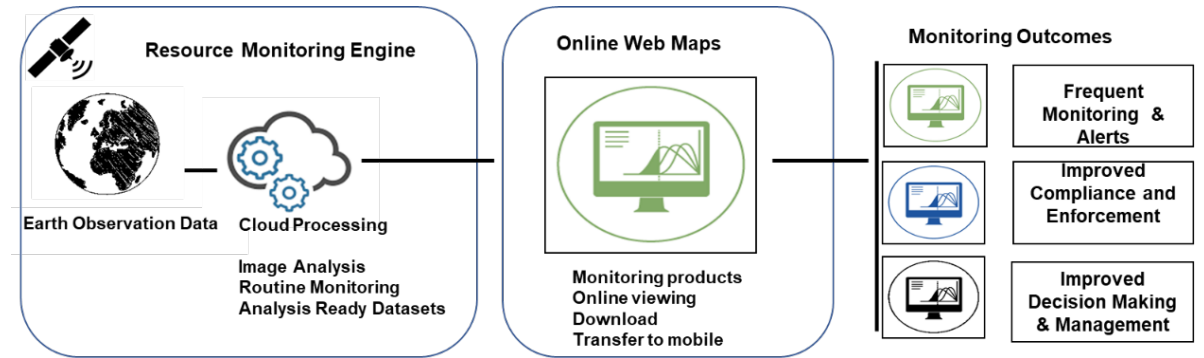 Resource Monitoring Engine
Earth Observation Data
Cloud Processing
Image Analysis
Routine Monitoring
Analysis Ready Datasets
Online Web Maps
Monitoring products
Online viewing
Download
Transfer to mobile
Monitoring Outcomes
Frequent
Monitoring &
Alerts
Improved
Compliance and
Enforcement
Improved
Decision Making
& Management